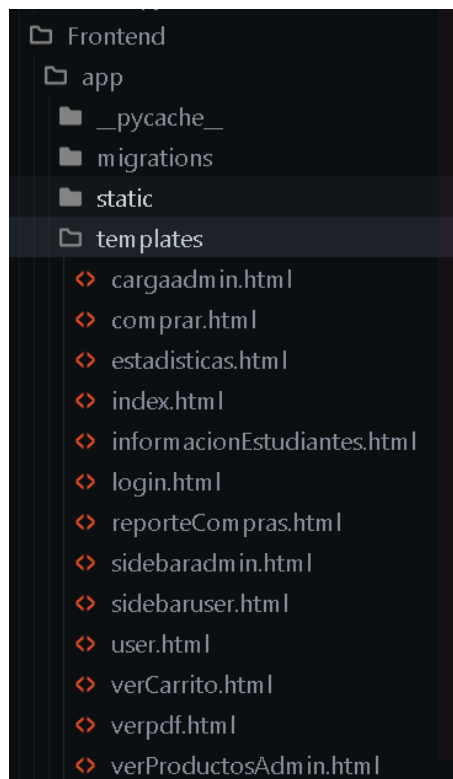 Frontend
app
__pycache__
migrations
static
templates
cargaadmin.html
comprar.html
estadisticas.html
index.html
informacionEstudiantes.html
login.html
reporteCompras.html
sidebaradmin.html
sidebaruser.html
user.html
verCarrito.html
verpdf.html
verProductosAdmin.html